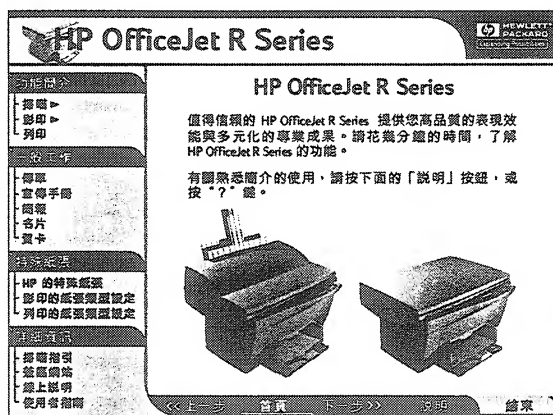 HP OfficeJet R Series
HEWLETT
PACKARD
Expanding Possibilities
功能簡介
掃瞄
影印
列印
一般工作
傳單
宣傳手冊
簡報
名片
賀卡
特殊紙張
HP 的特殊紙張
影印的紙張類型設定
列印的紙張類型設定
詳細資訊
掃瞄指引
蒞臨網站
線上說明
使用者指南
HP OfficeJet R Series
值得信賴的 HP OfficeJet R Series 提供您高品質的表現效
能與多元化的專業成果。請花幾分鐘的時間,了解
HP OfficeJet R Series 的功能。
有關熟悉簡介的使用,請按下面的「說明」按鈕,或
按 "?" 鍵。
<< 上一步 首頁 下一步 >> 說明 結束